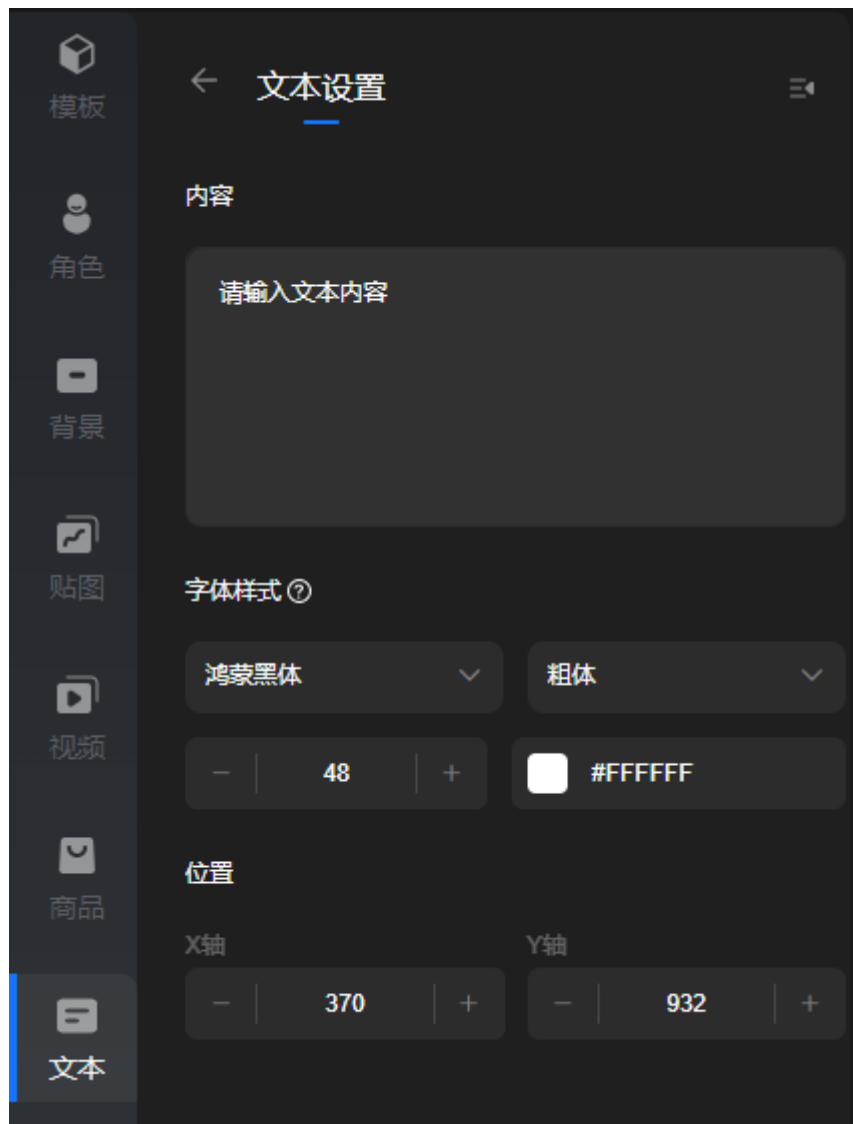 模板
角色
背景
贴图
视频
商品
文本
文本设置
内容
请输入文本内容
字体样式
鸿蒙黑体 粗体
48 #FFFFFF
位置
X轴 Y轴
370 932